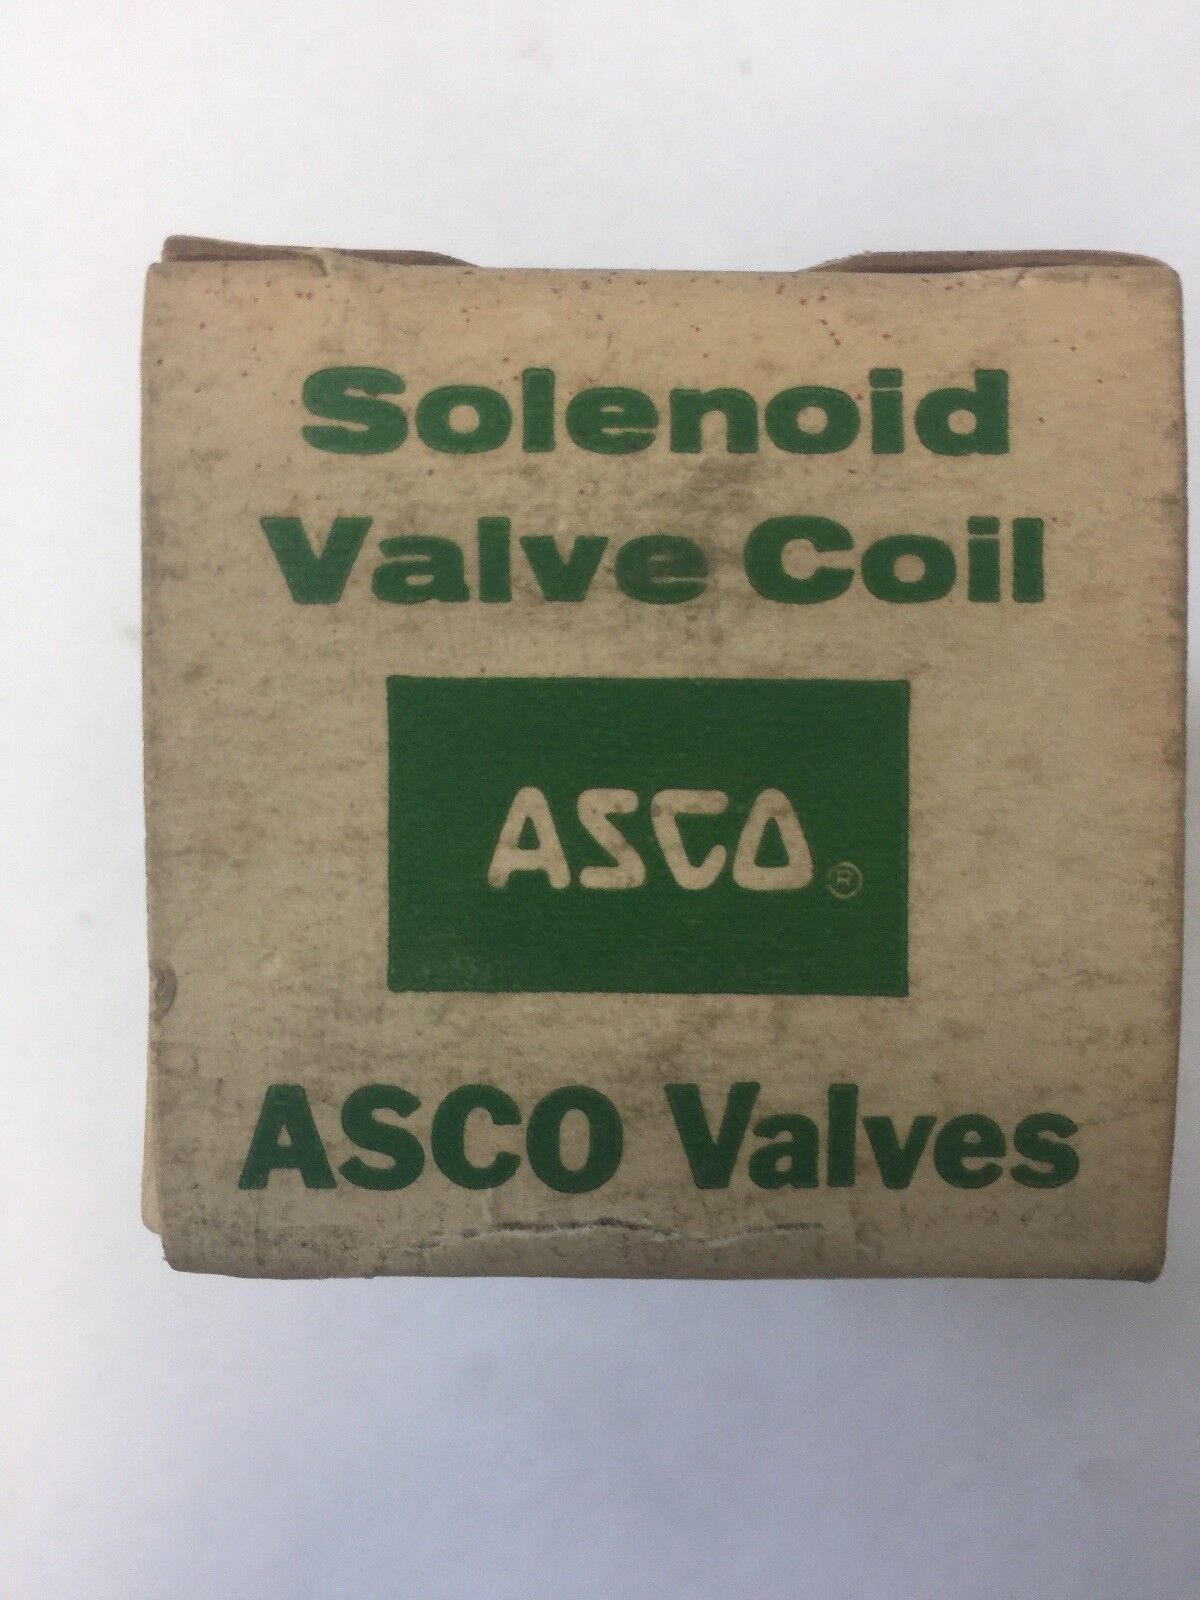 Solenoid
Valve Coil
ASCO®
ASCO Valves